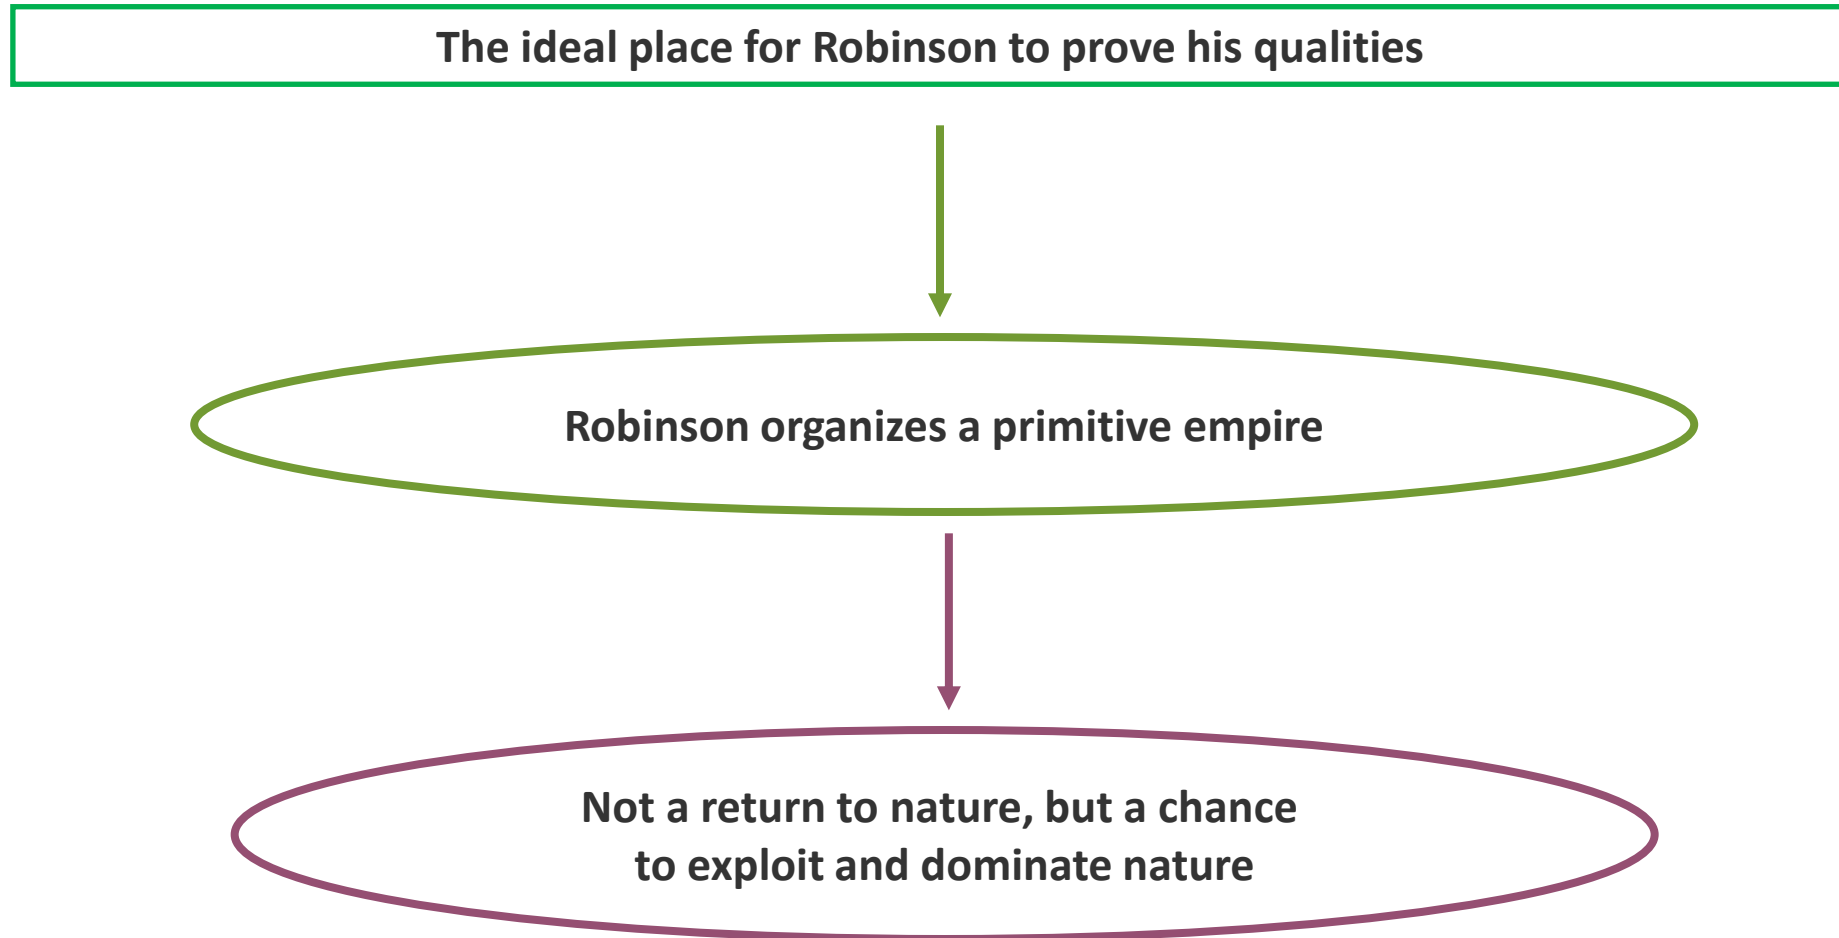 The ideal place for Robinson to prove his qualities
Robinson organizes a primitive empire
Not a return to nature, but a chance
to exploit and dominate nature